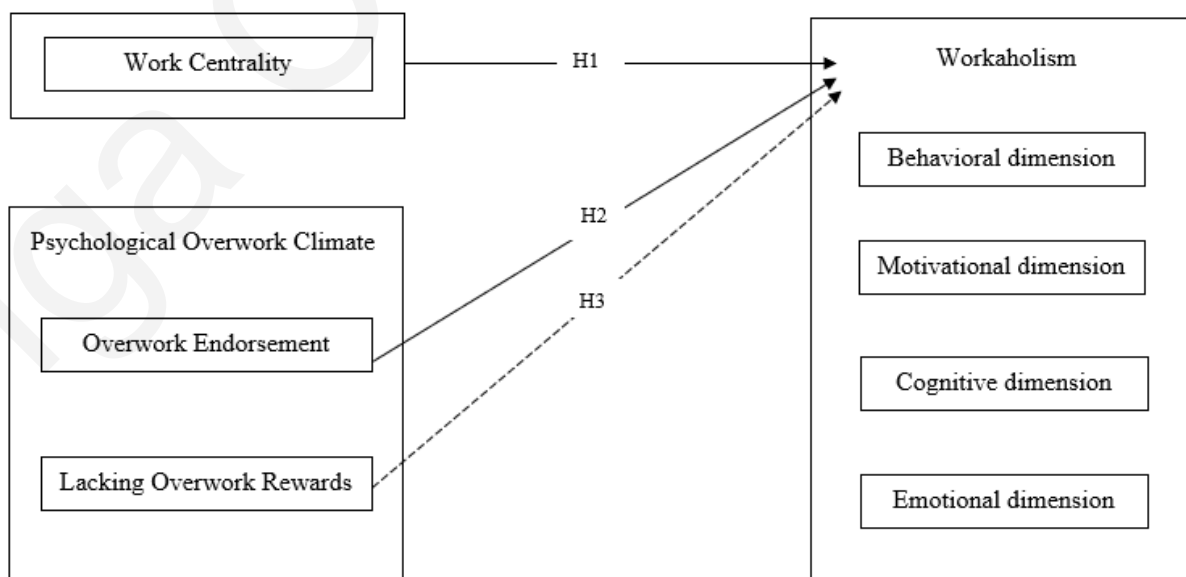 Work Centrality
H1
Workaholism
Behavioral dimension
Psychological Overwork Climate
H2
Motivational dimension
H3
Overwork Endorsement
Cognitive dimension
Lacking Overwork Rewards
Emotional dimension